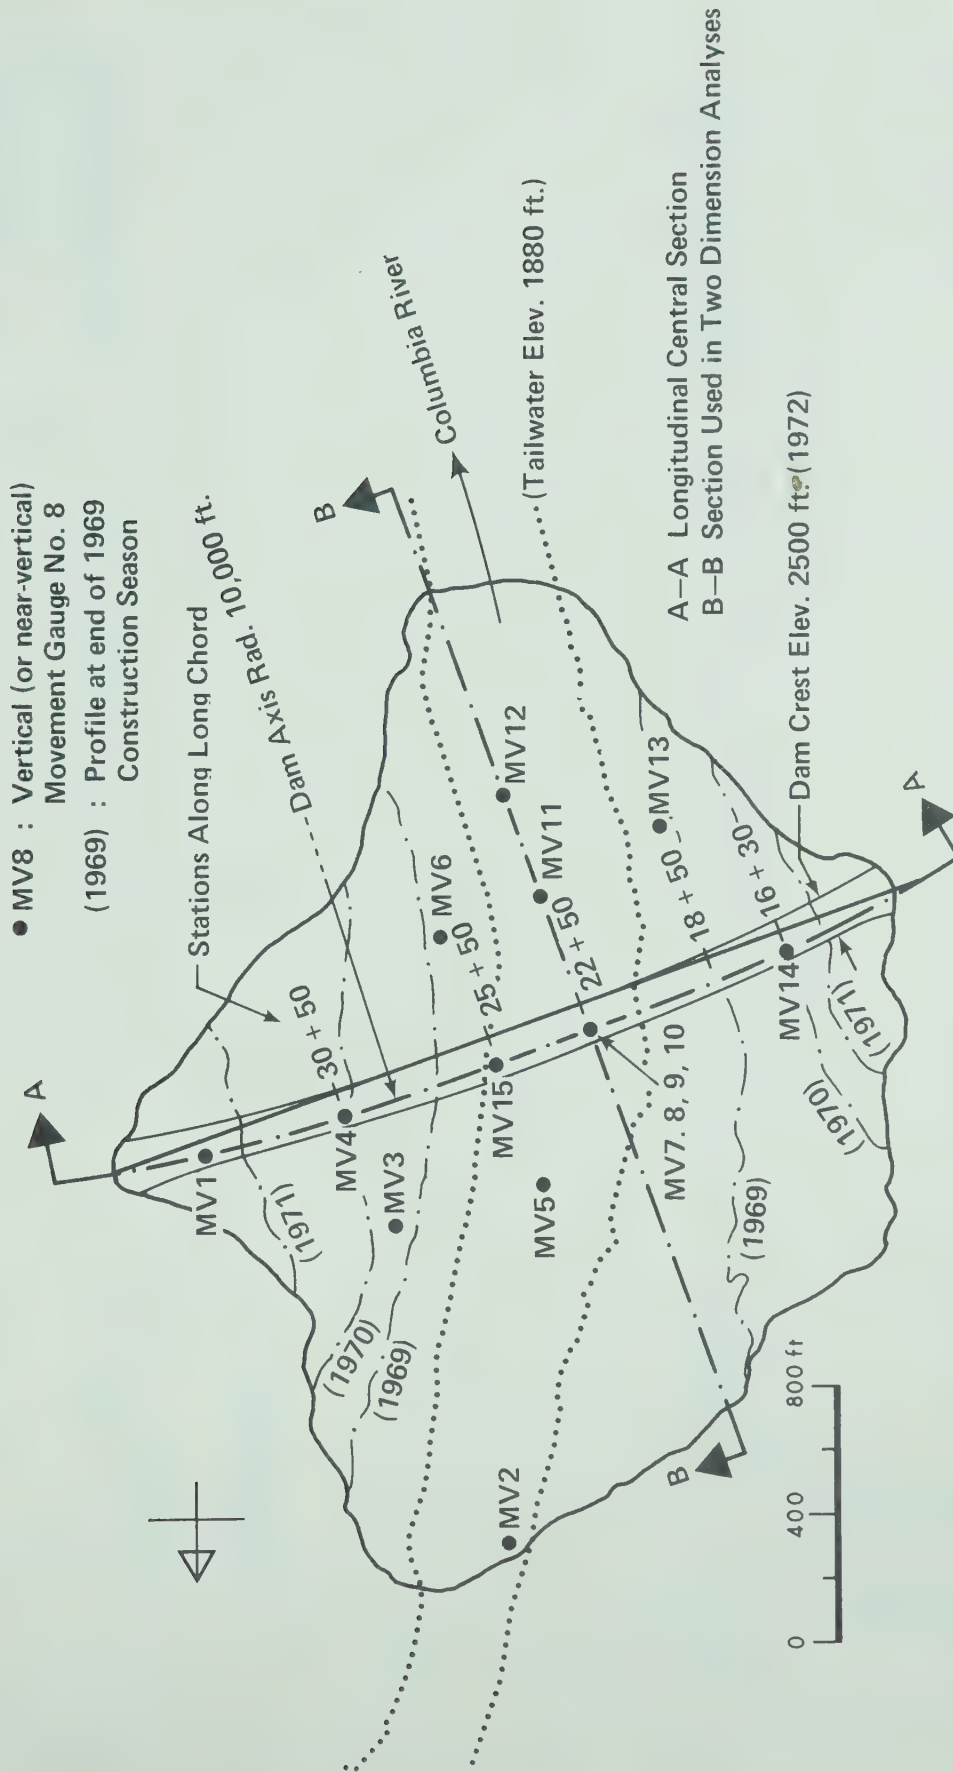 ● MV8 : Vertical (or near-vertical)
Movement Gauge No. 8
(1969) : Profile at end of 1969
Construction Season
Stations Along Long Chord
Dam Axis Rad. 10,000 ft.
Columbia River
(Tailwater Elev. 1880 ft.)
A—A Longitudinal Central Section
B—B Section Used in Two Dimension Analyses
Dam Crest Elev. 2500 ft. (1972)
A
A
B
B
30 + 50
25 + 50
22 + 50
18 + 50
16 + 30
MV1
MV4
MV3
MV6
MV15
MV5
MV2
MV7. 8, 9, 10
MV11
MV12
MV13
MV14
(1971)
(1970)
(1969)
(1969)
(1970)
(1971)
0 400 800 ft